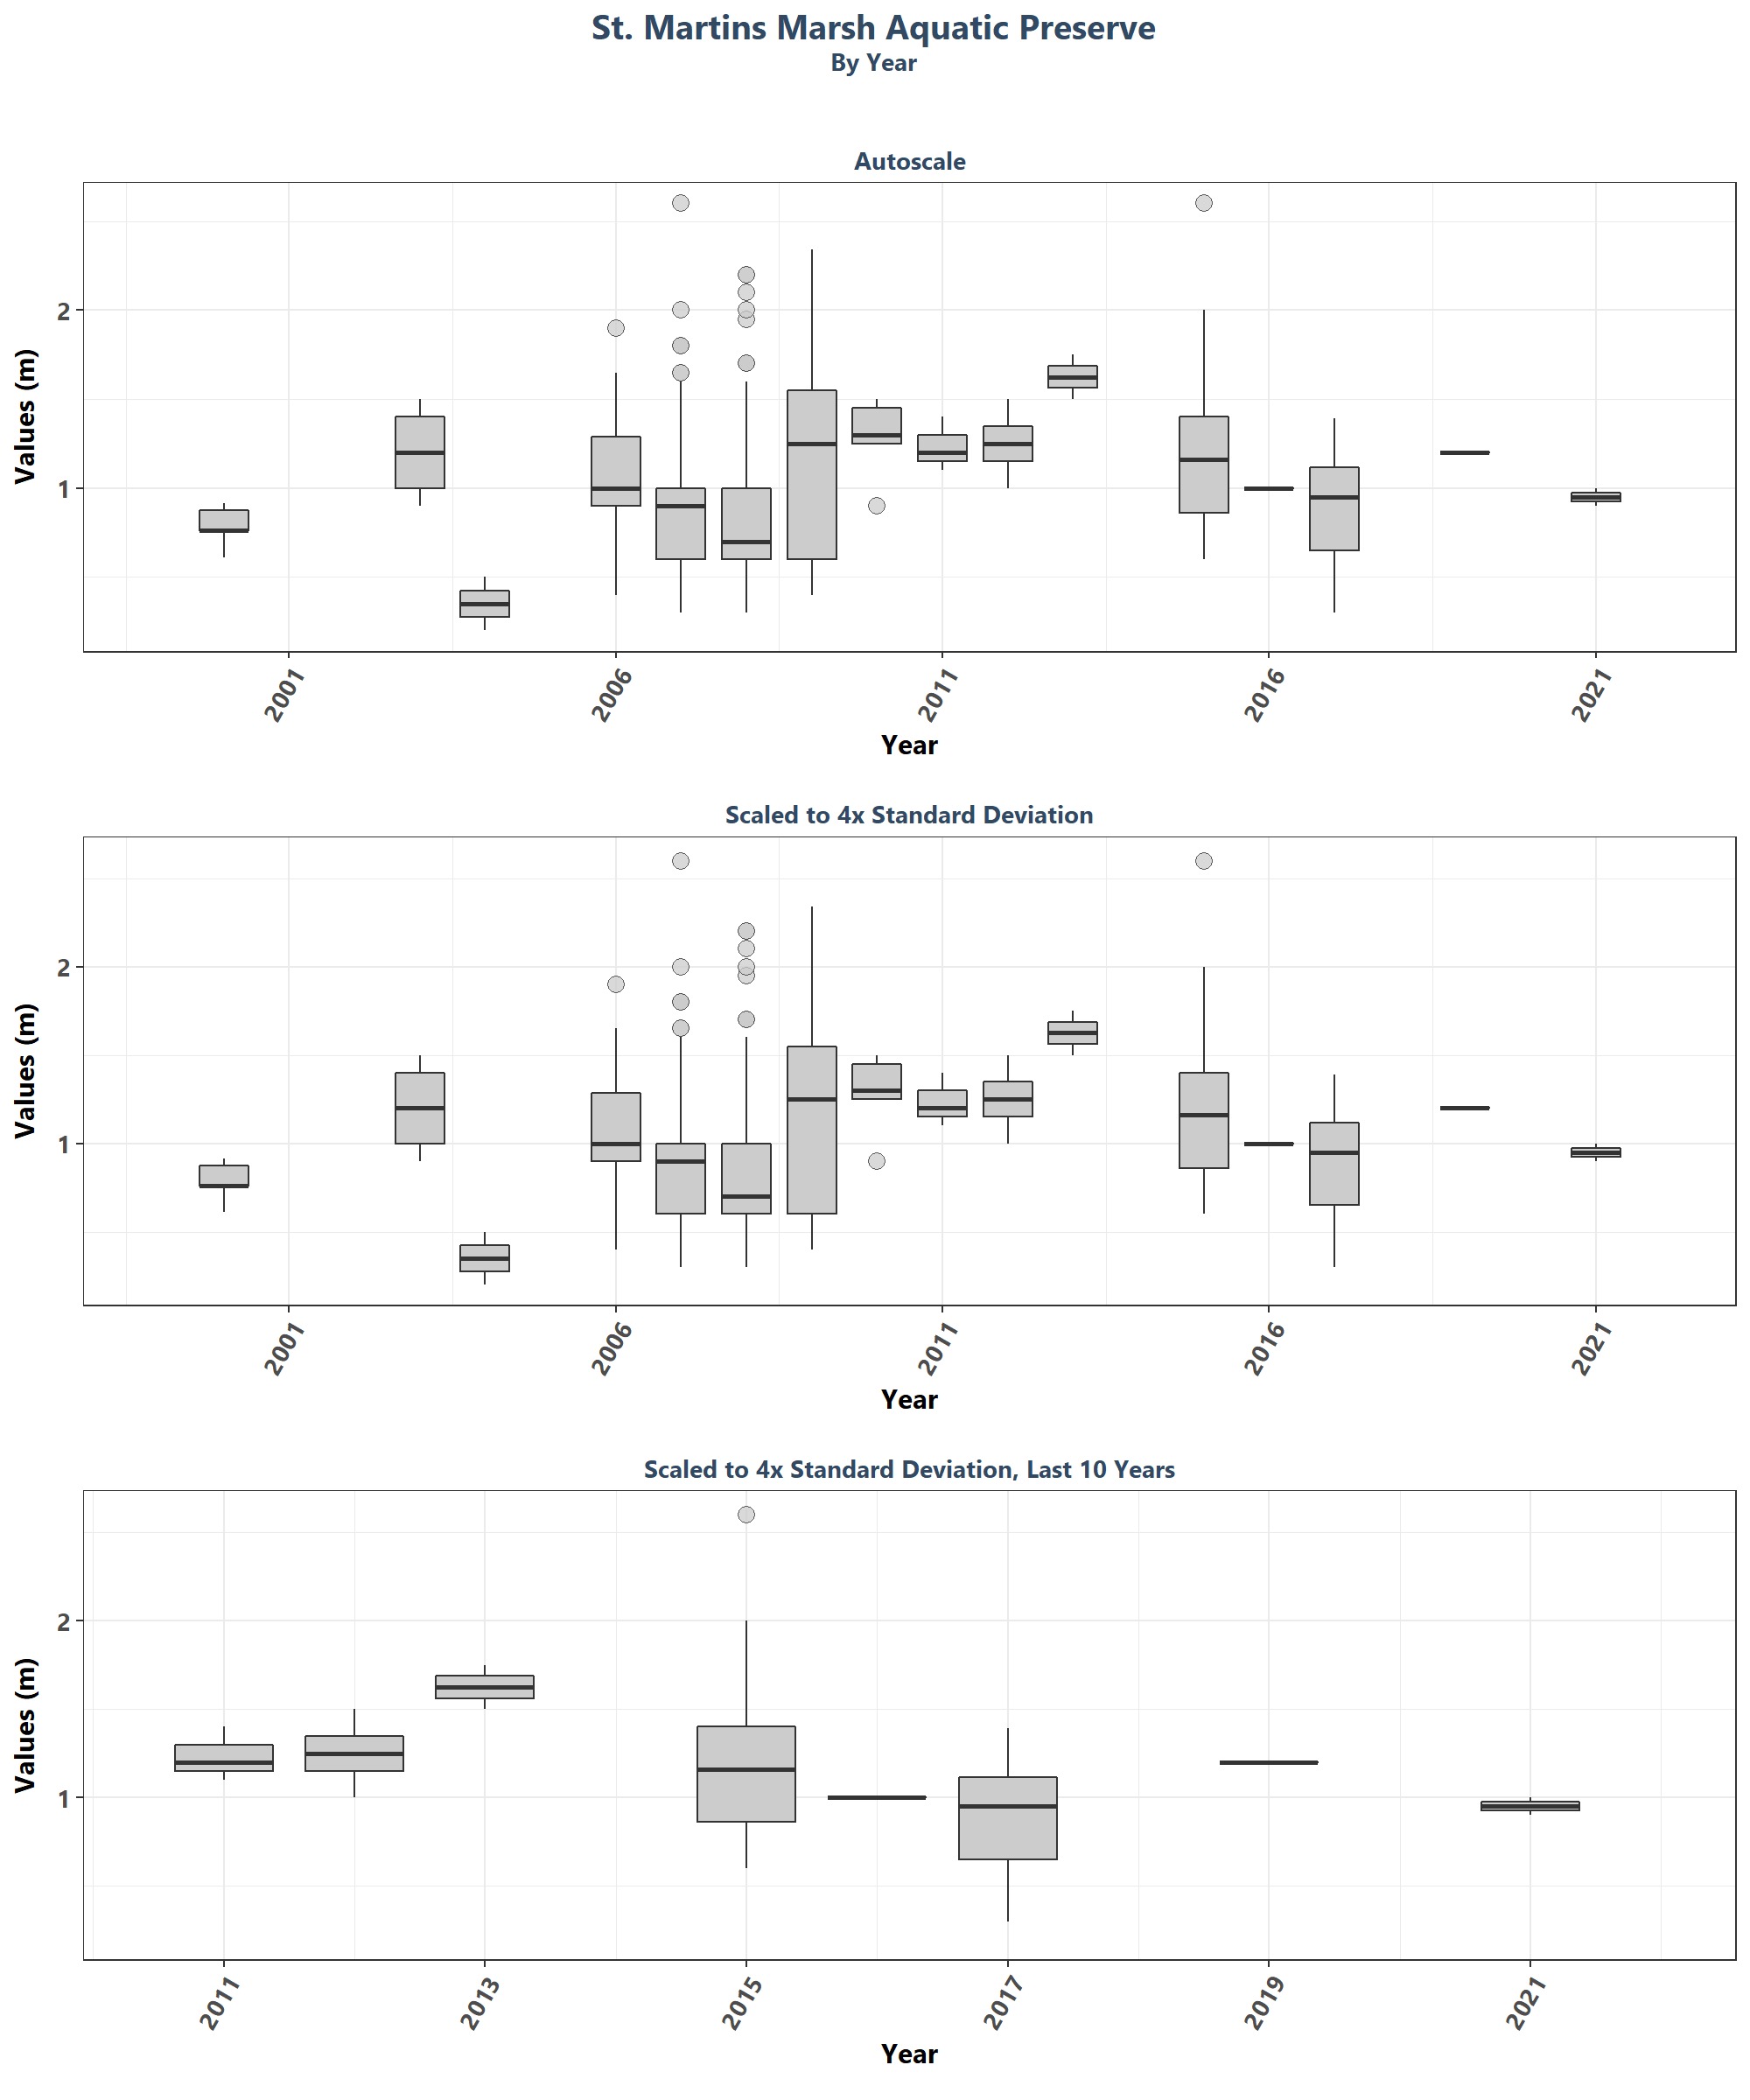 St. Martins Marsh Aquatic Preserve
By Year
Autoscale
Values (m)
2
1
2001
2006
2011
2016
2021
Year
Scaled to 4x Standard Deviation
Values (m)
2
1
2001
2006
2011
2016
2021
Year
Scaled to 4x Standard Deviation, Last 10 Years
Values (m)
2
1
2011
2013
2015
2017
2019
2021
Year